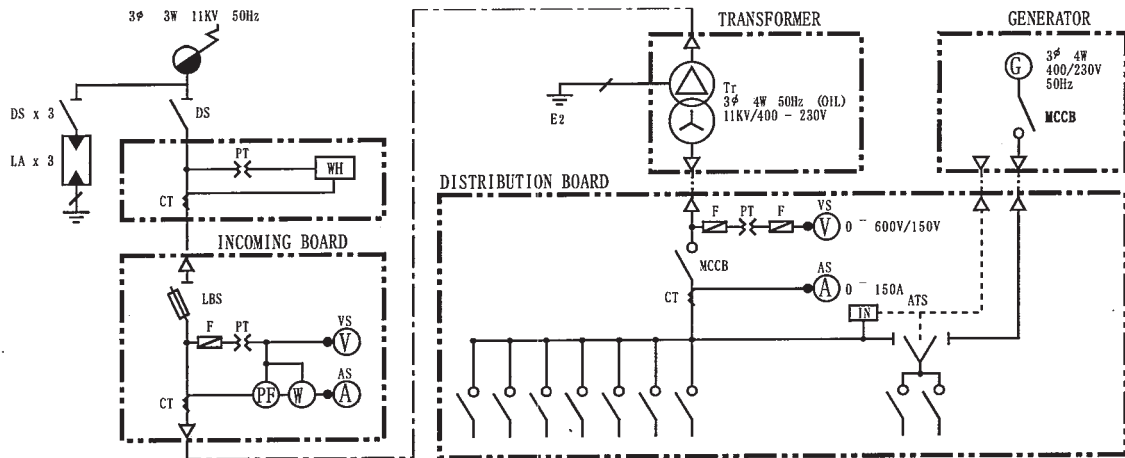 3φ 3W 11KV 50Hz
DS x 3
DS
LA x 3
PT
WH
CT
INCOMING BOARD
LBS
F
PT
VS
V
AS
PF
W
A
CT
E2
TRANSFORMER
Tr
3φ 4W 50Hz (OIL)
11KV/400 - 230V
GENERATOR
G
3φ 4W
400/230V
50Hz
MCCB
DISTRIBUTION BOARD
F
PT
F
VS
V
0 ~ 600V/150V
MCCB
AS
A
0 ~ 150A
CT
IN
ATS